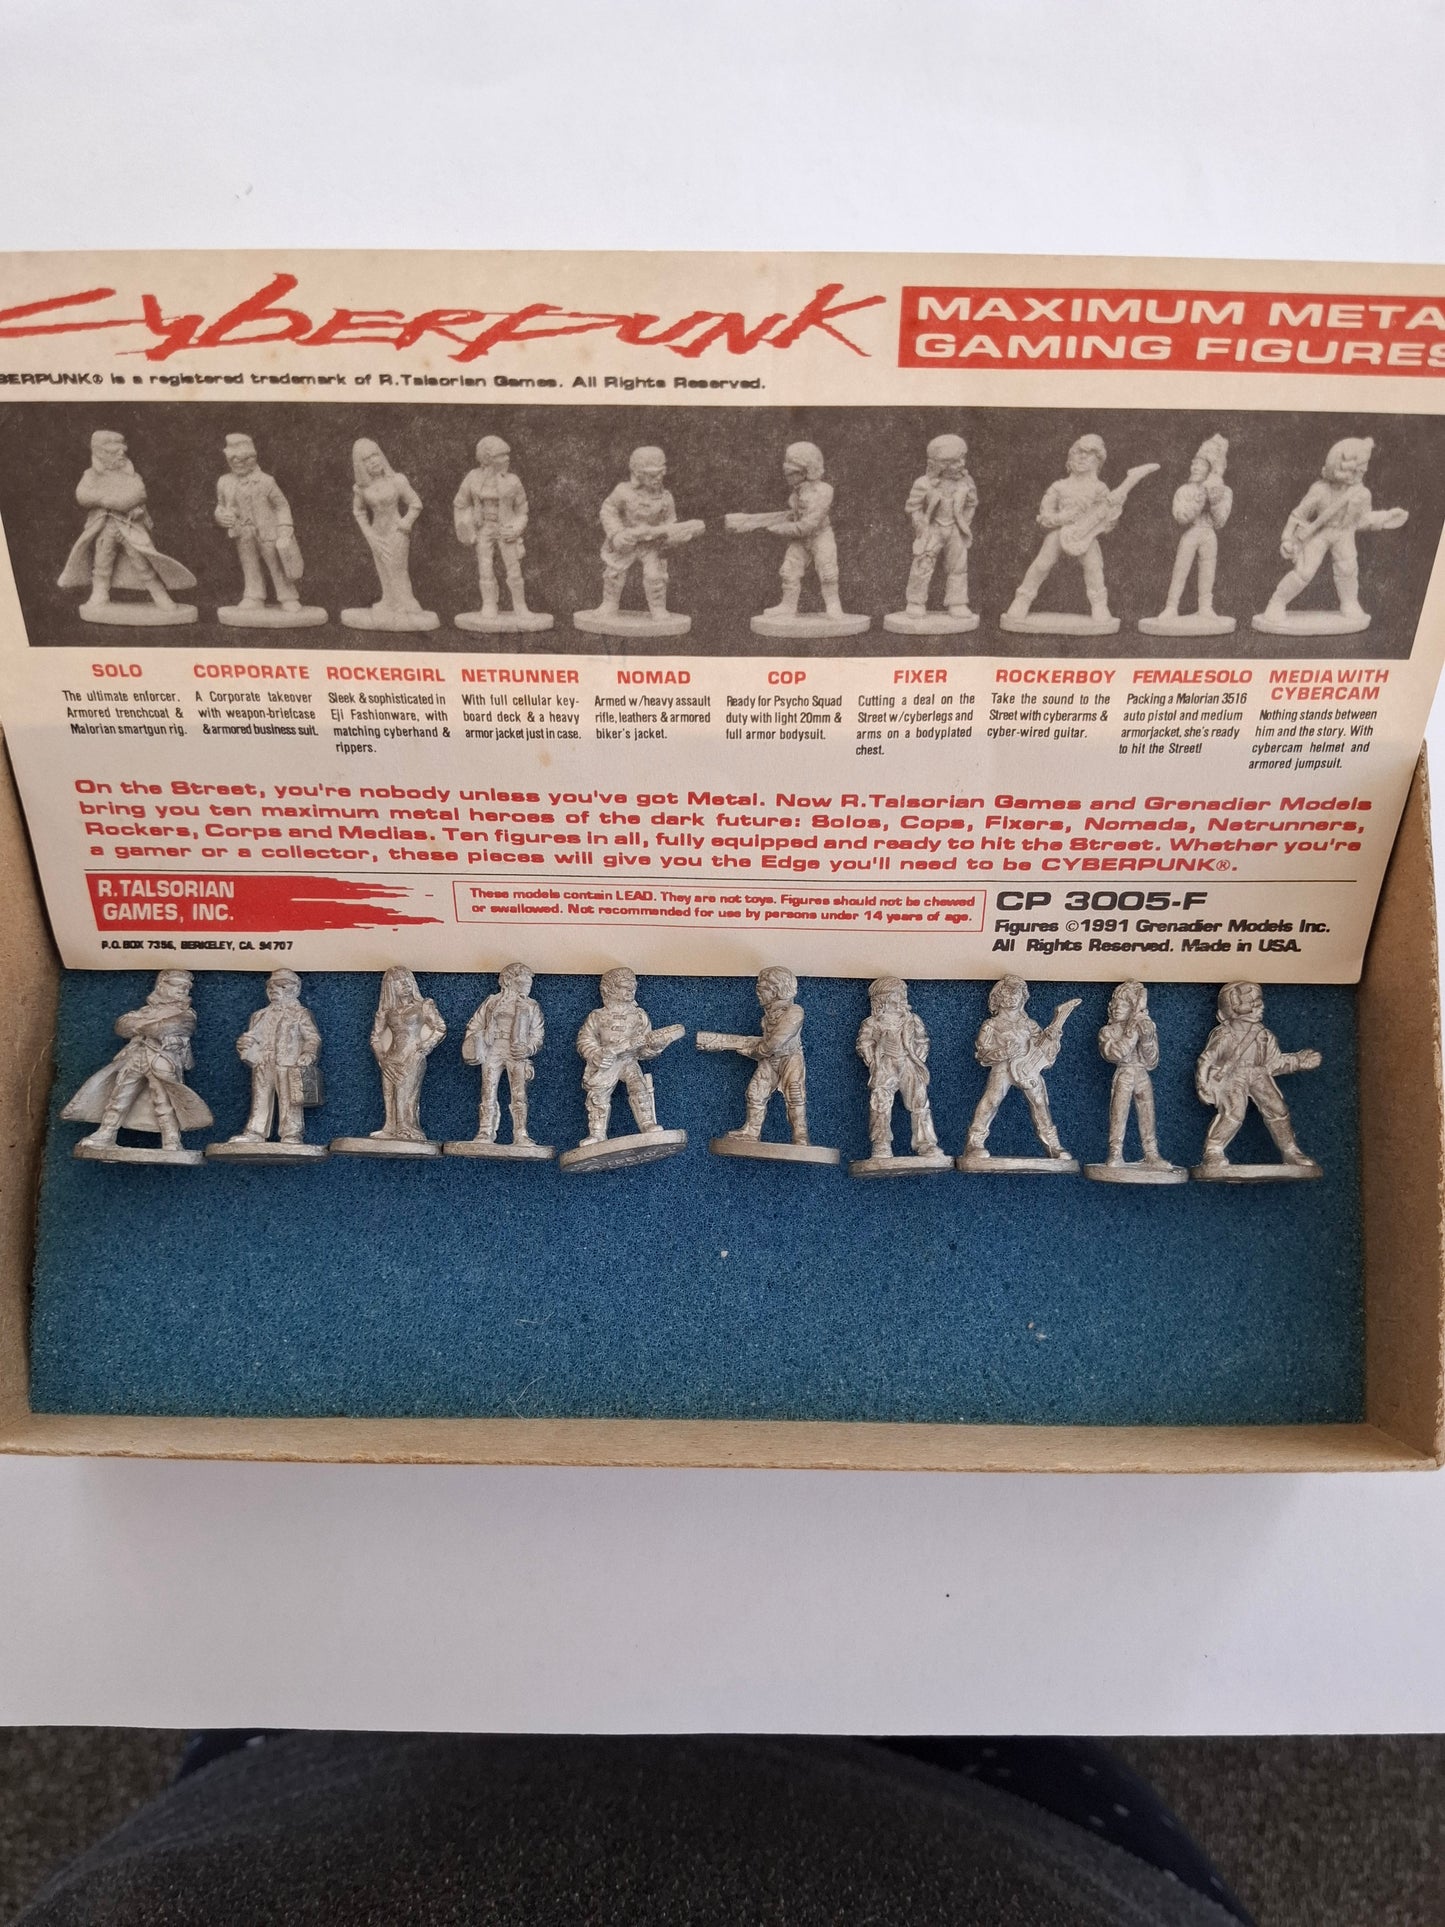 CYBERPUNK
MAXIMUM META
GAMING FIGURES
BERPUNK® is a registered trademark of R.Talsorian Games. All Rights Reserved.
SOLO
The ultimate enforcer.
Armored trenchcoat &
Malorian smartgun rig.
CORPORATE
A Corporate takeover
with weapon-briefcase
& armored business suit.
ROCKERGIRL
Sleek & sophisticated in
Eji Fashionware, with
matching cyberhand &
rippers.
NETRUNNER
With full cellular key-
board deck & a heavy
armor jacket just in case.
NOMAD
Armed w/heavy assault
rifle, leathers & armored
biker's jacket.
COP
Ready for Psycho Squad
duty with light 20mm &
full armor bodysuit.
FIXER
Cutting a deal on the
Street w/cyberlegs and
arms on a bodyplated
chest.
ROCKERBOY
Take the sound to the
Street with cyberarms &
cyber-wired guitar.
FEMALE SOLO
Packing a Malorian 3516
auto pistol and medium
armorjacket, she's ready
to hit the Street!
MEDIA WITH
CYBERCAM
Nothing stands between
him and the story. With
cybercam helmet and
armored jumpsuit.
On the Street, you're nobody unless you've got Metal. Now R.Talsorian Games and Grenadier Models
bring you ten maximum metal heroes of the dark future: Solos, Cops, Fixers, Nomads, Netrunners,
Rockers, Corps and Medias. Ten figures in all, fully equipped and ready to hit the Street. Whether you're
a gamer or a collector, these pieces will give you the Edge you'll need to be CYBERPUNK®.
R.TALSORIAN
GAMES, INC.
P.O. BOX 7356, BERKELEY, CA. 94707
These models contain LEAD. They are not toys. Figures should not be chewed
or swallowed. Not recommended for use by persons under 14 years of age.
CP 3005-F
Figures ©1991 Grenadier Models Inc.
All Rights Reserved. Made in USA.